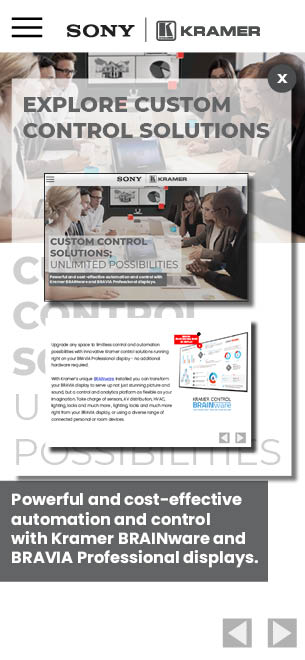 SONY | KRAMER
X
EXPLORE CUSTOM
CONTROL SOLUTIONS
SONY | KRAMER
CUSTOM CONTROL
SOLUTIONS:
UNLIMITED POSSIBILITIES
Powerful and cost-effective automation and control with
Kramer BRAINware and BRAVIA Professional displays.
Upgrade any space to limitless control and automation
possibilities with innovative Kramer control solutions running
right on your BRAVIA Professional display – no additional
hardware required.
With Kramer's unique BRAINware installed you can transform
your BRAVIA display to serve up not just stunning picture and
sound, but a control and analytics platform as flexible as your
imagination. Take charge of sensors, AV distribution, HVAC,
lighting, locks and much more, lighting, locks and much more
right from your BRAVIA display, or using a diverse range of
connected personal or room devices.
KRAMER CONTROL
BRAINware
POSSIBILITIES
Powerful and cost-effective
automation and control
with Kramer BRAINware and
BRAVIA Professional displays.